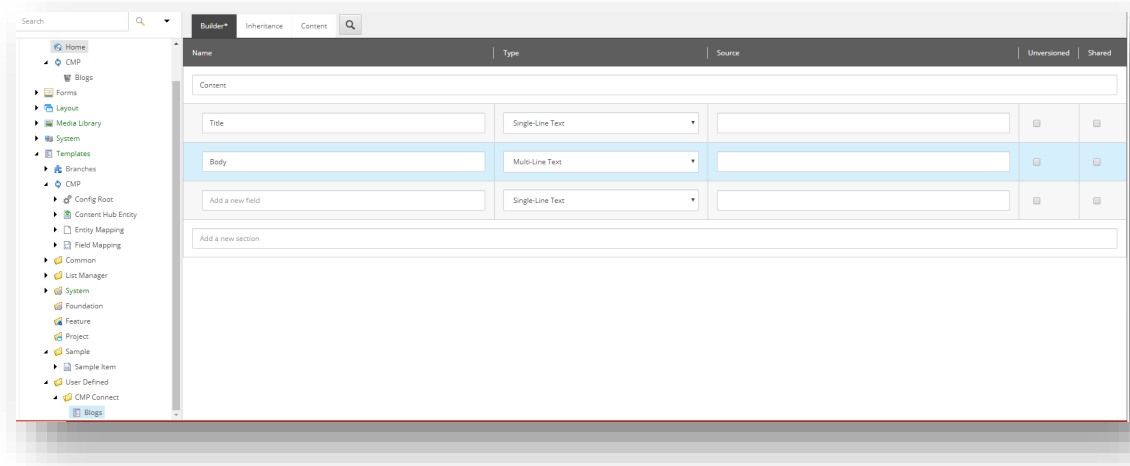 Search
Home
CMP
Blogs
Forms
Layout
Media Library
System
Templates
Branches
CMP
Config Root
Content Hub Entity
Entity Mapping
Field Mapping
Common
List Manager
System
Foundation
Feature
Project
Sample
Sample Item
User Defined
CMP Connect
Blogs
Builder* Inheritance Content
Name Type Source Unversioned Shared
Content
Title Single-Line Text
Body Multi-Line Text
Add a new field Single-Line Text
Add a new section